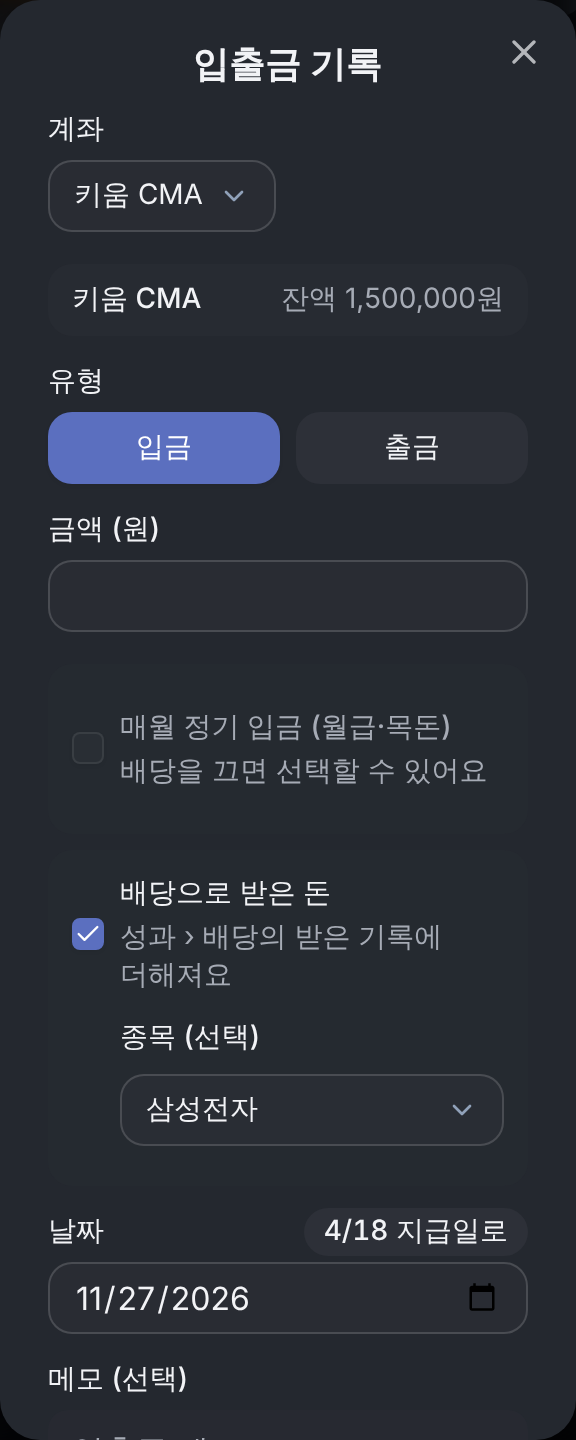 입출금 기록
계좌
키움 CMA
키움 CMA 잔액 1,500,000원
유형
입금 출금
금액 (원)
매월 정기 입금 (월급·목돈)
배당을 끄면 선택할 수 있어요
배당으로 받은 돈
성과 › 배당의 받은 기록에
더해져요
종목 (선택)
삼성전자
날짜 4/18 지급일로
11/27/2026
메모 (선택)